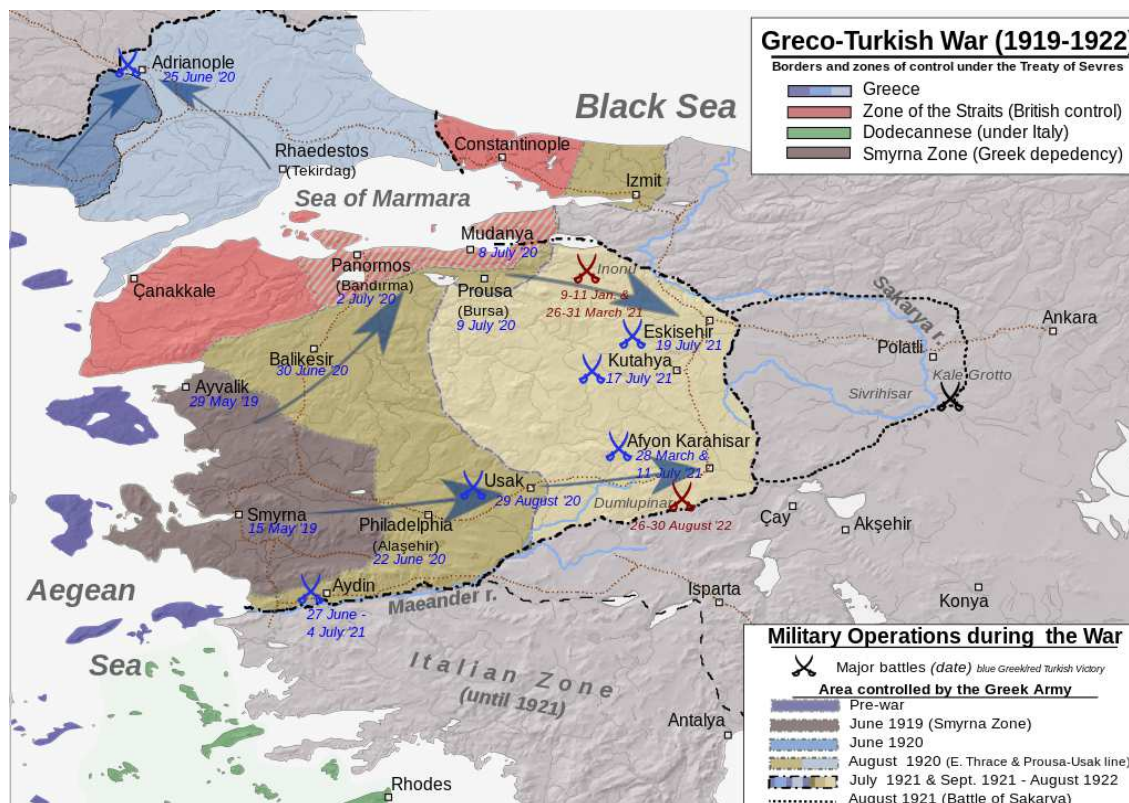 Greco-Turkish War (1919-1922)
Borders and zones of control under the Treaty of Sevres
Greece
Zone of the Straits (British control)
Dodecannese (under Italy)
Smyrna Zone (Greek depedency)
Black Sea
Adrianople
25 June '20
Rhaedestos
(Tekirdag)
Constantinople
Izmit
Sea of Marmara
Mudanya
8 July '20
Panormos
(Bandırma)
2 July '20
Çanakkale
Prousa
(Bursa)
9 July '20
Inonu
9-11 Jan. &
26-31 March '21
Sakarya r.
Ankara
Polatli
Eskisehir
19 July '21
Kutahya
17 July '21
Kale Grotto
Sivrihisar
Balikesir
30 June '20
Ayvalik
29 May '19
Afyon Karahisar
28 March &
11 July '21
Usak
29 August '20
Dumlupinar
26-30 August '22
Smyrna
15 May '19
Philadelphia
(Alaşehir)
22 June '20
Çay
Akşehir
Aydin
27 June -
4 July '21
Maeander r.
Isparta
Konya
Aegean
Sea
Italian Zone
(until 1921)
Antalya
Rhodes
Military Operations during the War
Major battles (date) blue Greek/red Turkish Victory
Area controlled by the Greek Army
Pre-war
June 1919 (Smyrna Zone)
June 1920
August 1920 (E. Thrace & Prousa-Usak line)
July 1921 & Sept. 1921 - August 1922
August 1921 (Battle of Sakarya)